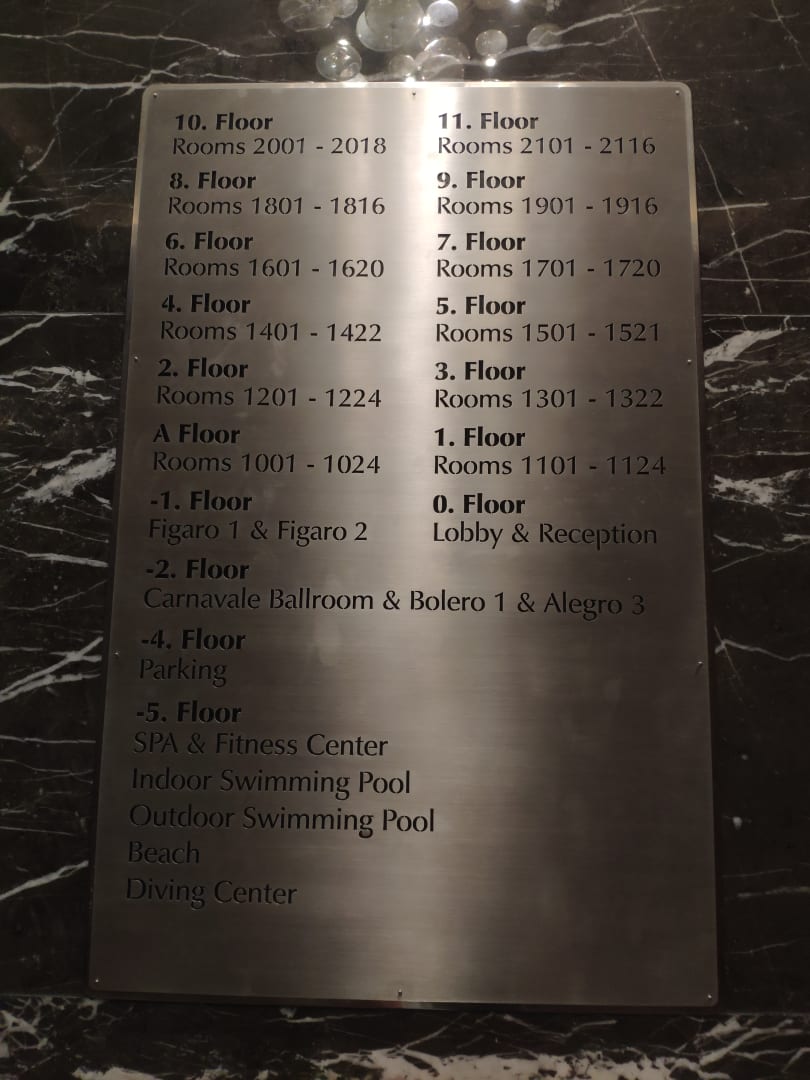 10. Floor
Rooms 2001 - 2018
11. Floor
Rooms 2101 - 2116
8. Floor
Rooms 1801 - 1816
9. Floor
Rooms 1901 - 1916
6. Floor
Rooms 1601 - 1620
7. Floor
Rooms 1701 - 1720
4. Floor
Rooms 1401 - 1422
5. Floor
Rooms 1501 - 1521
2. Floor
Rooms 1201 - 1224
3. Floor
Rooms 1301 - 1322
A Floor
Rooms 1001 - 1024
1. Floor
Rooms 1101 - 1124
-1. Floor
Figaro 1 & Figaro 2
0. Floor
Lobby & Reception
-2. Floor
Carnavale Ballroom & Bolero 1 & Alegro 3
-4. Floor
Parking
-5. Floor
SPA & Fitness Center
Indoor Swimming Pool
Outdoor Swimming Pool
Beach
Diving Center